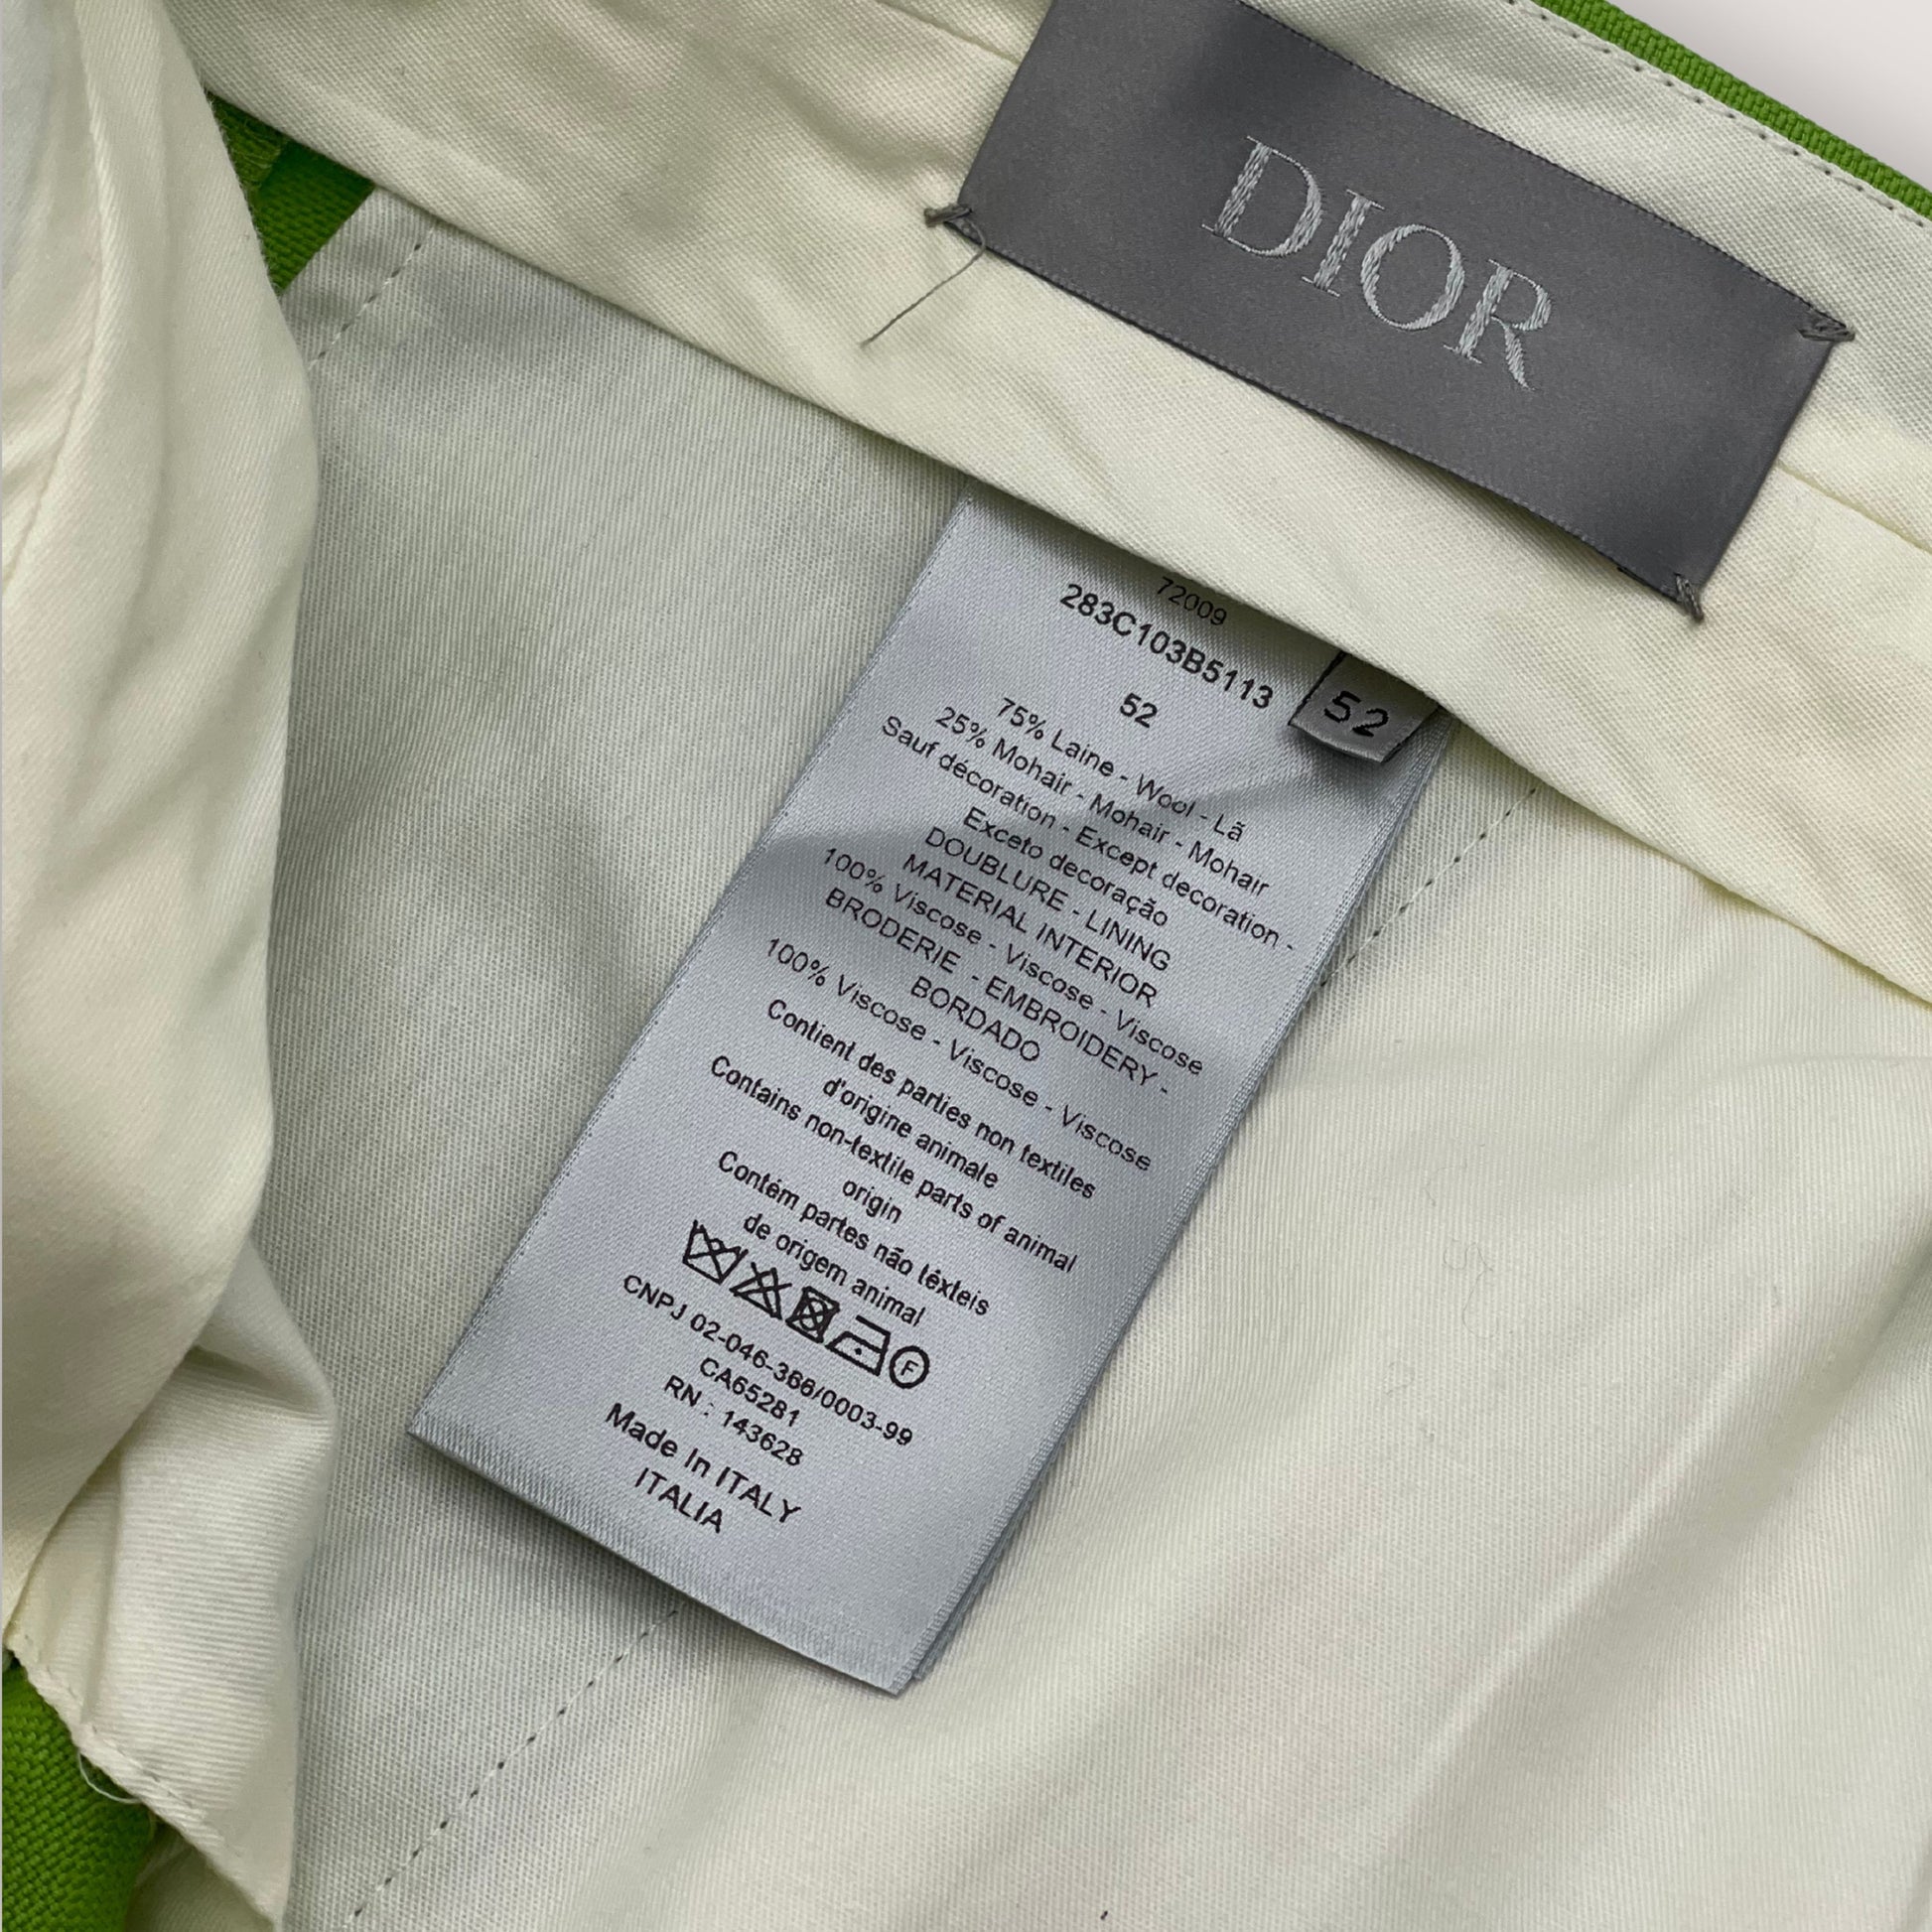 DIOR
72009
283C103B5113
52
52
75% Laine - Wool - Lã
25% Mohair - Mohair - Mohair
Sauf décoration - Except decoration -
Exceto decoração
DOUBLURE - LINING
MATERIAL INTERIOR
100% Viscose - Viscose - Viscose
BRODERIE - EMBROIDERY -
BORDADO
100% Viscose - Viscose - Viscose
Contient des parties non textiles
d'origine animale
Contains non-textile parts of animal
origin
Contém partes não têxteis
de origem animal
F
CNPJ 02-046-366/0003-99
CA65281
RN : 143628
Made In ITALY
ITALIA